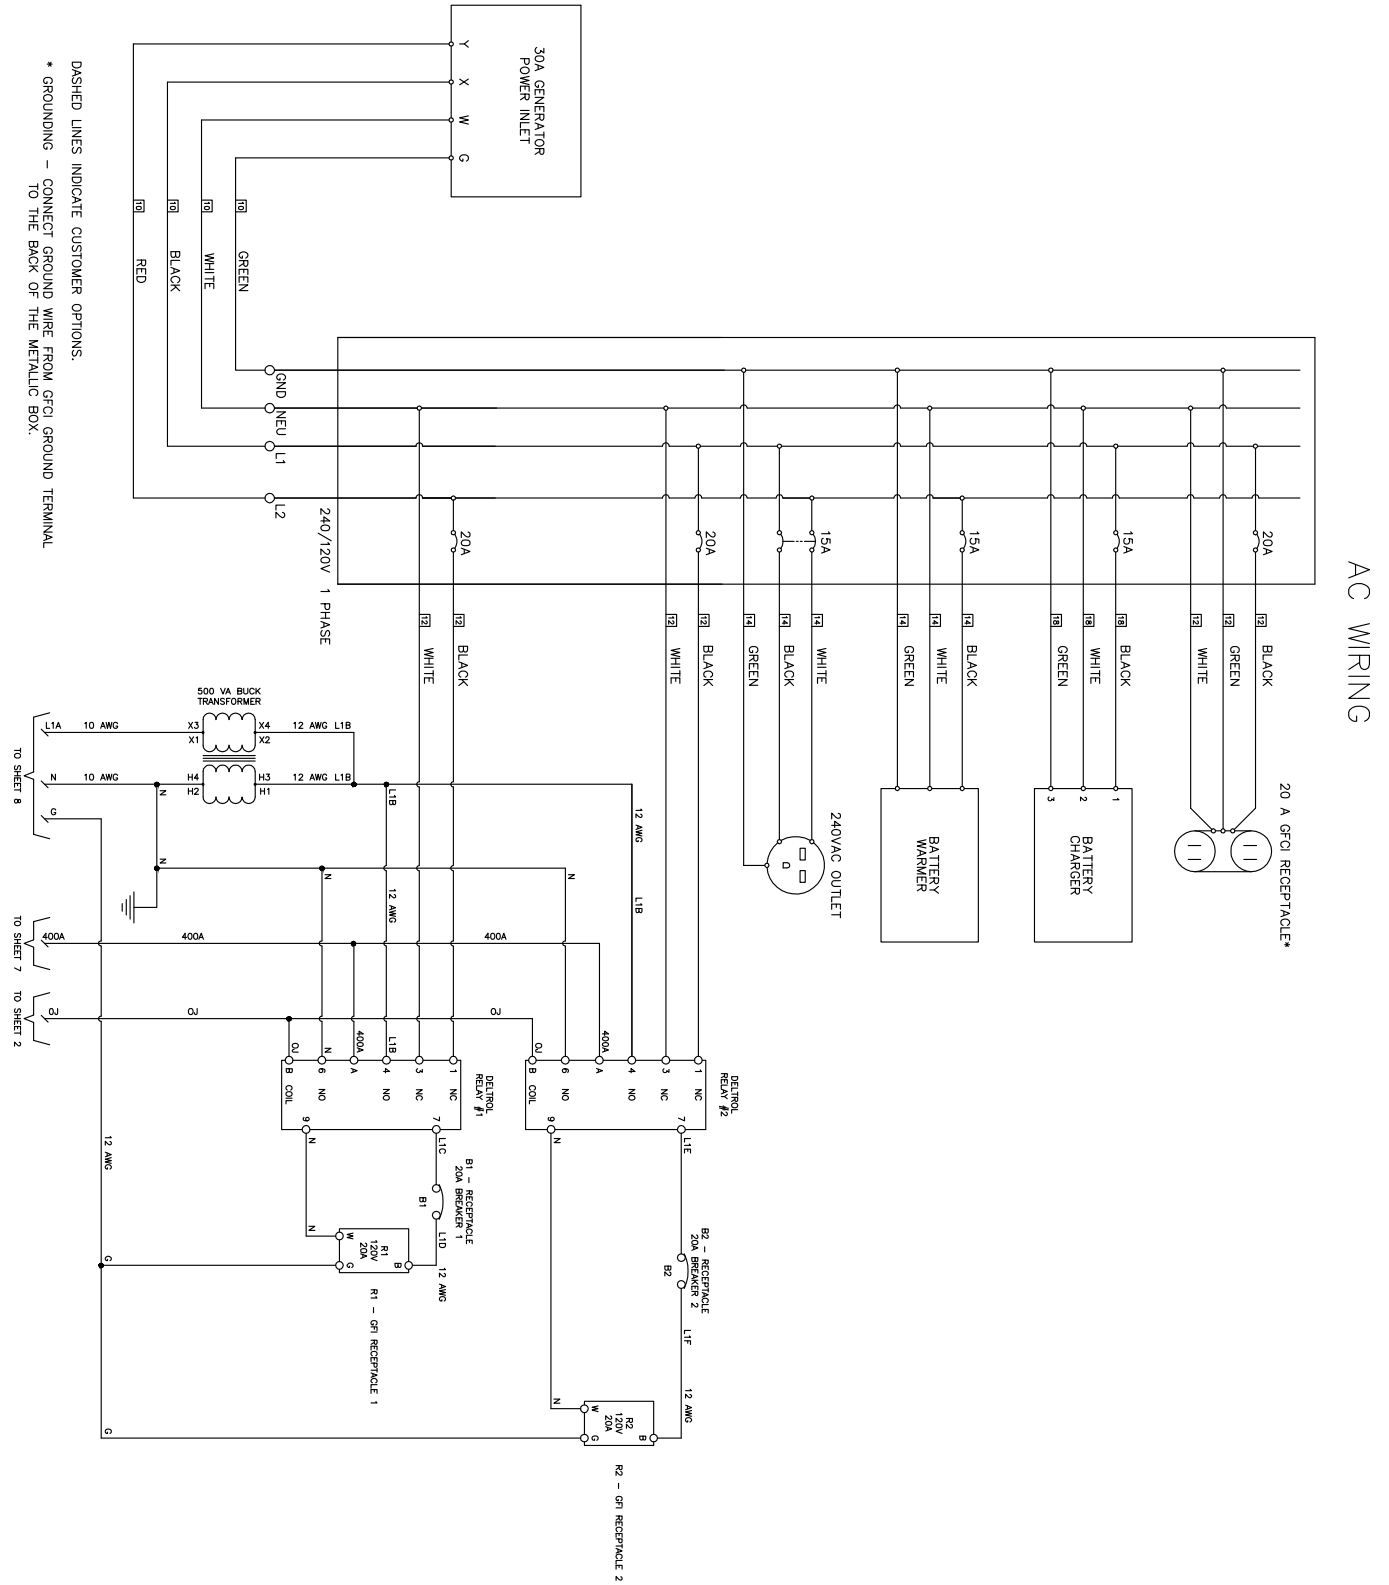 AC WIRING
30A GENERATOR
POWER INLET
Y
X
W
G
10
10
10
10
RED
BLACK
WHITE
GREEN
DASHED LINES INDICATE CUSTOMER OPTIONS.
* GROUNDING - CONNECT GROUND WIRE FROM GFCI GROUND TERMINAL
TO THE BACK OF THE METALLIC BOX.
GND
NEU
L1
L2
240/120V 1 PHASE
20A
20A
15A
15A
15A
20A
12
12
12
12
14
14
14
14
14
14
18
18
18
12
12
12
WHITE
BLACK
WHITE
BLACK
GREEN
BLACK
WHITE
GREEN
WHITE
BLACK
GREEN
WHITE
BLACK
WHITE
GREEN
BLACK
20 A GFCI RECEPTACLE*
3
2
1
BATTERY
CHARGER
BATTERY
WARMER
240VAC OUTLET
G
500 VA BUCK
TRANSFORMER
L1A
10 AWG
X3
X1
X4
X2
12 AWG L1B
N
10 AWG
H4
H2
H3
H1
12 AWG L1B
G
TO SHEET 8
N
N
N
N
L1B
12 AWG
12 AWG
L1B
400A
400A
400A
TO SHEET 7
OJ
OJ
OJ
TO SHEET 2
OJ
N
400A
L1B
OJ
400A
B
6
A
4
3
1
COIL
NO
NO
NC
NC
9
7
DELTROL
RELAY #1
B
6
A
4
3
1
COIL
NO
NO
NC
NC
9
7
DELTROL
RELAY #2
N
L1C
N
L1E
12 AWG
B1
B1 - RECEPTACLE
20A BREAKER 1
L1D
12 AWG
N
W
G
B
R1
120V
20A
G
R1 - GFI RECEPTACLE 1
B2
B2 - RECEPTACLE
20A BREAKER 2
L1F
12 AWG
N
W
G
B
R2
120V
20A
G
R2 - GFI RECEPTACLE 2